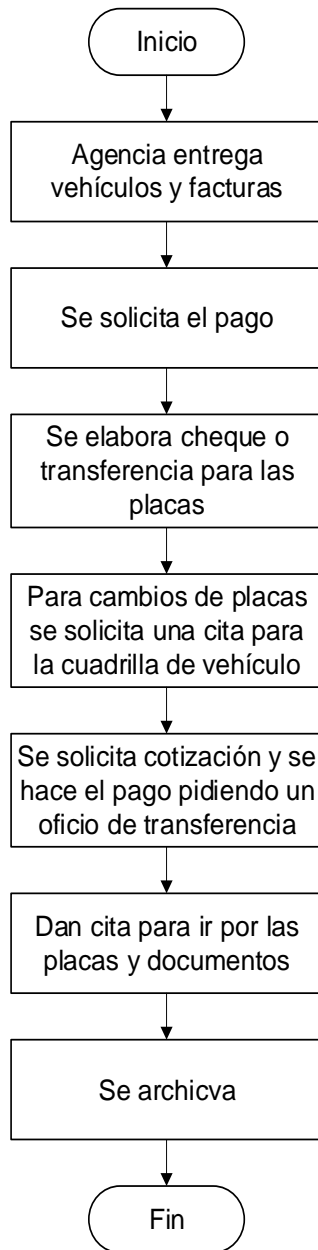 Inicio
Agencia entrega
vehículos y facturas
Se solicita el pago
Se elabora cheque o
transferencia para las
placas
Para cambios de placas
se solicita una cita para
la cuadrilla de vehículo
Se solicita cotización y se
hace el pago pidiendo un
oficio de transferencia
Dan cita para ir por las
placas y documentos
Se archicva
Fin